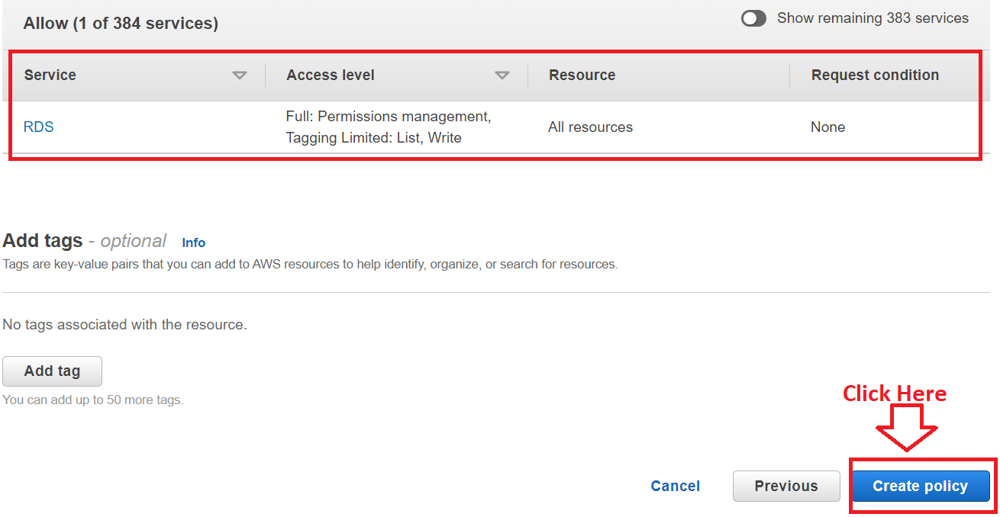 Allow (1 of 384 services)
Show remaining 383 services
Service
Access level
Resource
Request condition
RDS
Full: Permissions management,
Tagging Limited: List, Write
All resources
None
Add tags - optional Info
Tags are key-value pairs that you can add to AWS resources to help identify, organize, or search for resources.
No tags associated with the resource.
Add tag
You can add up to 50 more tags.
Click Here
Cancel
Previous
Create policy